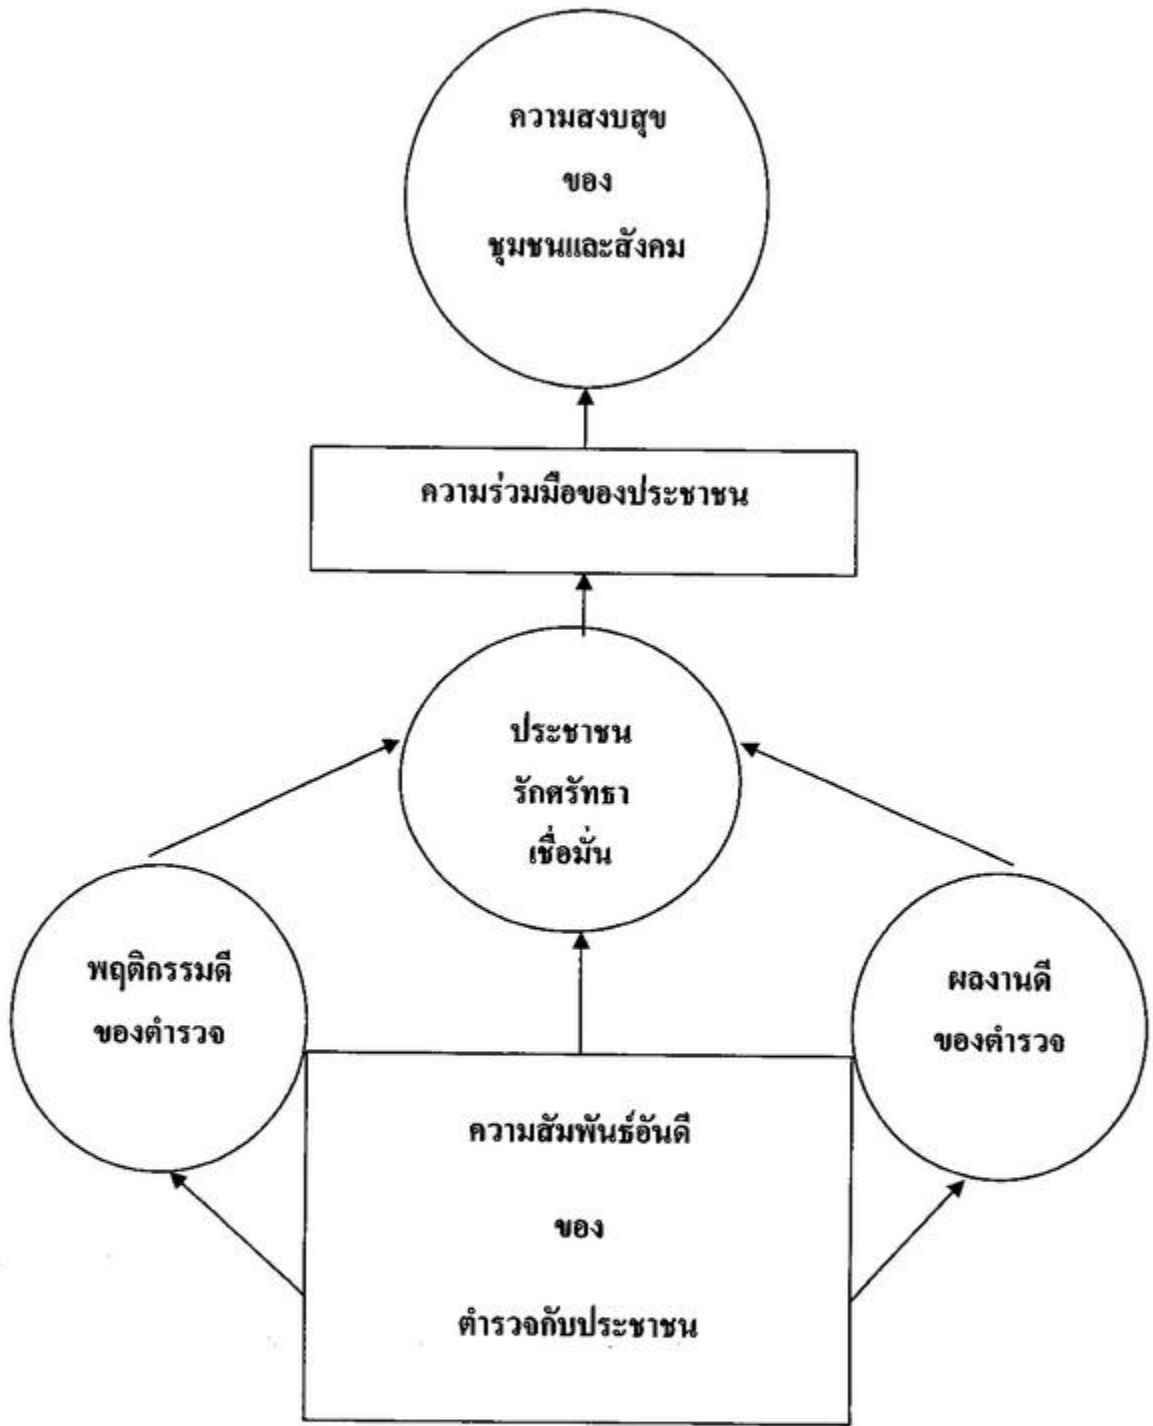 ความสงบสุข
ของ
ชุมชนและสังคม
ความร่วมมือของประชาชน
ประชาชน
รักศรัทธา
เชื่อมั่น
พฤติกรรมดี
ของตำรวจ
ผลงานดี
ของตำรวจ
ความสัมพันธ์อันดี
ของ
ตำรวจกับประชาชน